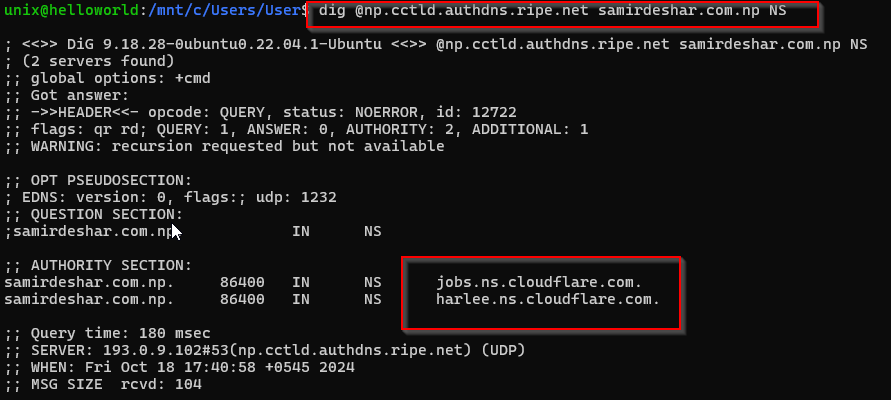 unix@helloworld:/mnt/c/Users/User$ dig @np.cctld.authdns.ripe.net samirdeshar.com.np NS
; <<>> DiG 9.18.28-0ubuntu0.22.04.1-Ubuntu <<>> @np.cctld.authdns.ripe.net samirdeshar.com.np NS
; (2 servers found)
;; global options: +cmd
;; Got answer:
;; ->>HEADER<<- opcode: QUERY, status: NOERROR, id: 12722
;; flags: qr rd; QUERY: 1, ANSWER: 0, AUTHORITY: 2, ADDITIONAL: 1
;; WARNING: recursion requested but not available
;; OPT PSEUDOSECTION:
; EDNS: version: 0, flags:; udp: 1232
;; QUESTION SECTION:
;samirdeshar.com.np. IN NS
;; AUTHORITY SECTION:
samirdeshar.com.np. 86400 IN NS jobs.ns.cloudflare.com.
samirdeshar.com.np. 86400 IN NS harlee.ns.cloudflare.com.
;; Query time: 180 msec
;; SERVER: 193.0.9.102#53(np.cctld.authdns.ripe.net) (UDP)
;; WHEN: Fri Oct 18 17:40:58 +0545 2024
;; MSG SIZE rcvd: 104